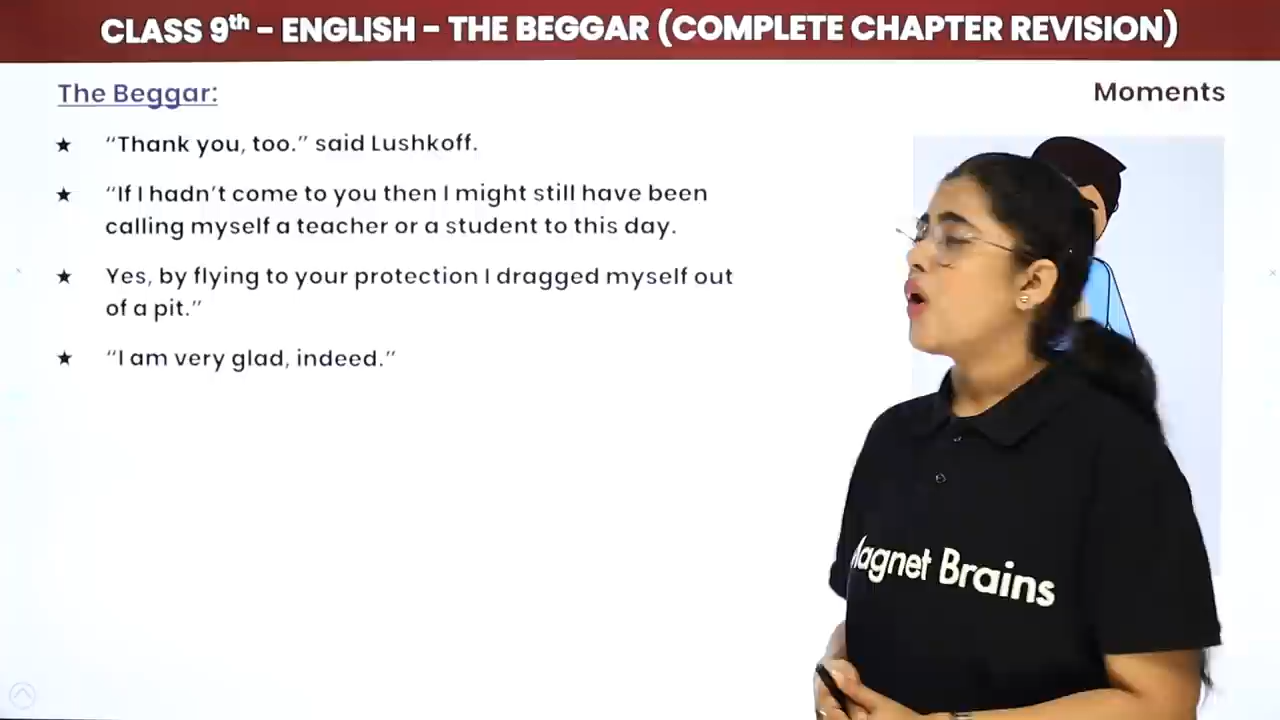 CLASS 9th – ENGLISH – THE BEGGAR (COMPLETE CHAPTER REVISION)
The Beggar:
Moments
★ “Thank you, too.” said Lushkoff.
★ “If I hadn’t come to you then I might still have been
calling myself a teacher or a student to this day.
★ Yes, by flying to your protection I dragged myself out
of a pit.”
★ “I am very glad, indeed.”
Magnet Brains